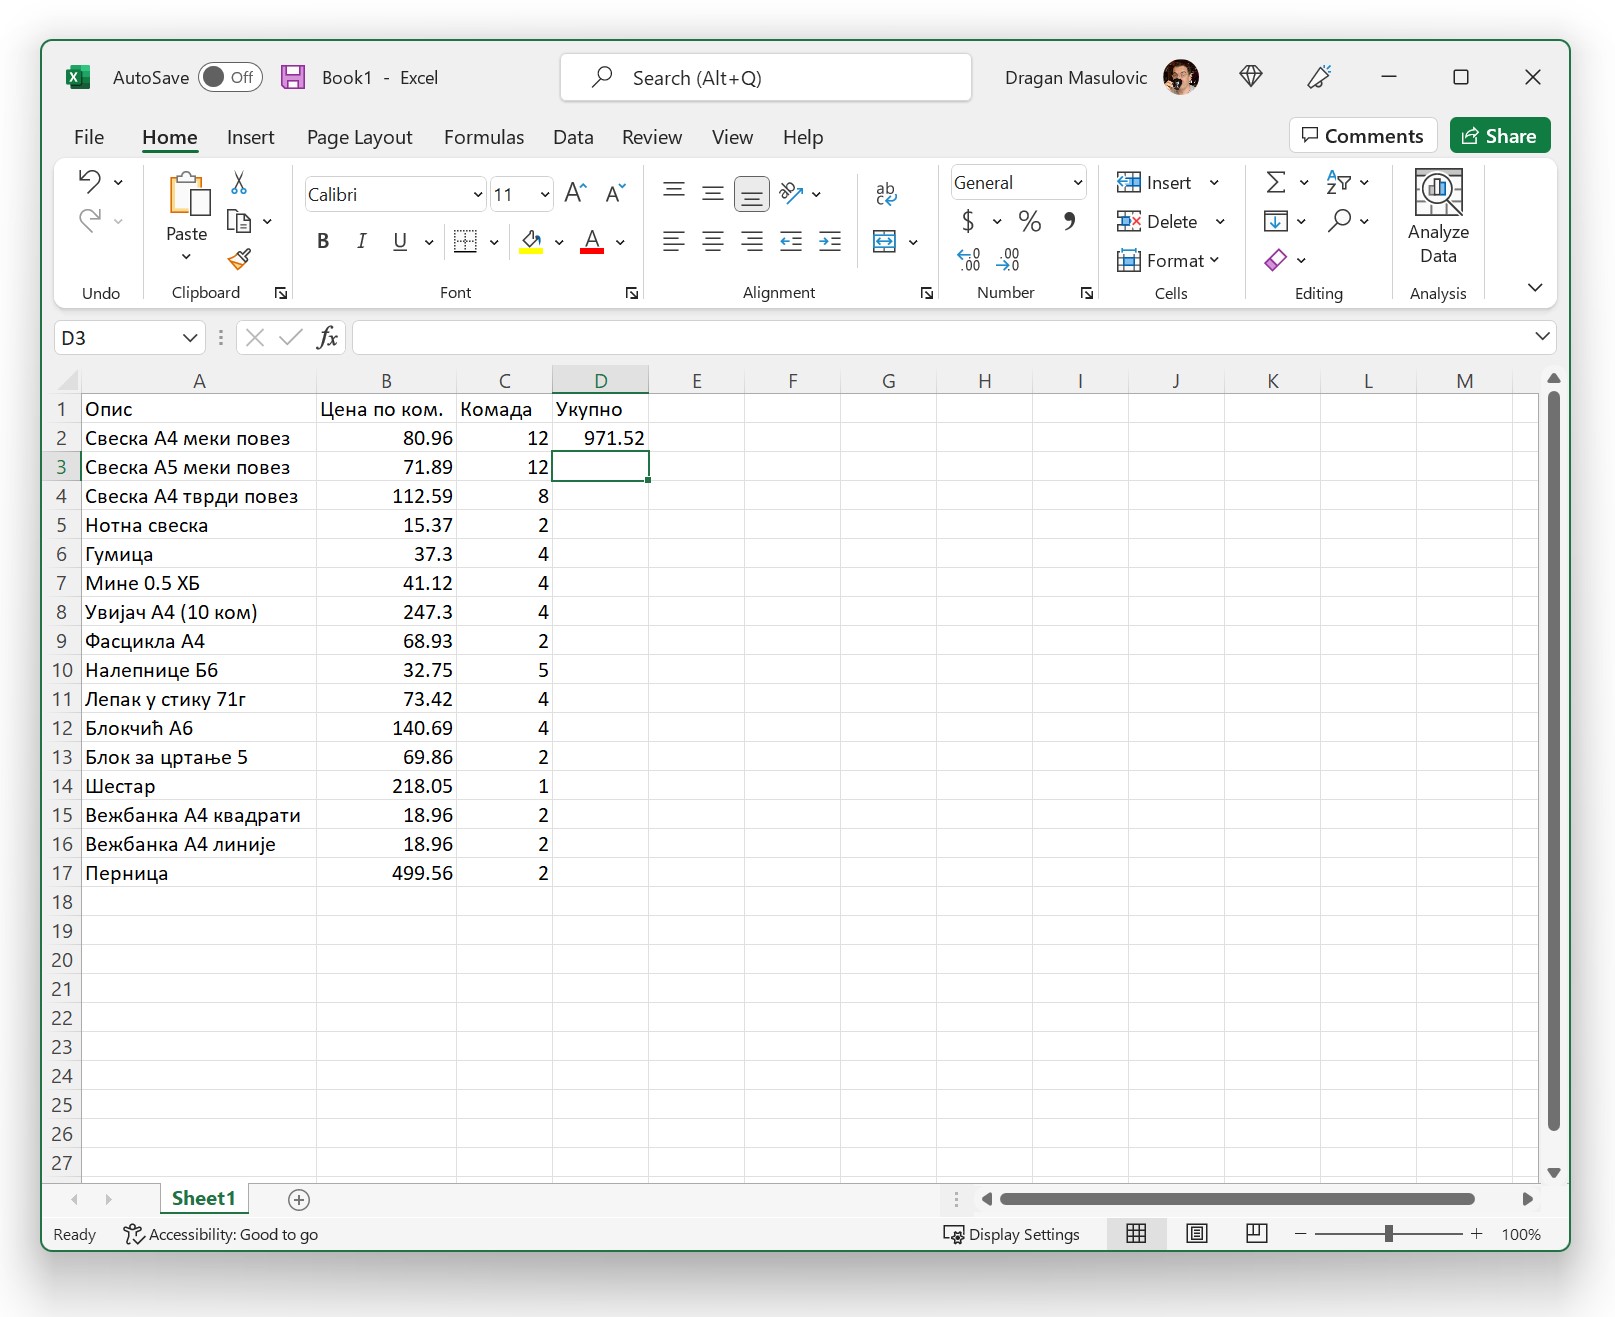 AutoSave Off Book1 - Excel Search (Alt+Q) Dragan Masulovic
File Home Insert Page Layout Formulas Data Review View Help Comments Share
Calibri 11 General Insert
Paste Delete Analyze
B I U A $ % Format Data
Undo Clipboard Font Alignment Number Cells Editing Analysis
D3 fx
A B C D E F G H I J K L M
1 Опис Цена по ком. Комада Укупно
2 Свеска А4 меки повез 80.96 12 971.52
3 Свеска А5 меки повез 71.89 12
4 Свеска А4 тврди повез 112.59 8
5 Нотна свеска 15.37 2
6 Гумица 37.3 4
7 Мине 0.5 ХБ 41.12 4
8 Увијач А4 (10 ком) 247.3 4
9 Фасцикла А4 68.93 2
10 Налепнице Б6 32.75 5
11 Лепак у стику 71г 73.42 4
12 Блокчић А6 140.69 4
13 Блок за цртање 5 69.86 2
14 Шестар 218.05 1
15 Вежбанка А4 квадрати 18.96 2
16 Вежбанка А4 линије 18.96 2
17 Перница 499.56 2
18
19
20
21
22
23
24
25
26
27
Sheet1
Ready Accessibility: Good to go Display Settings 100%